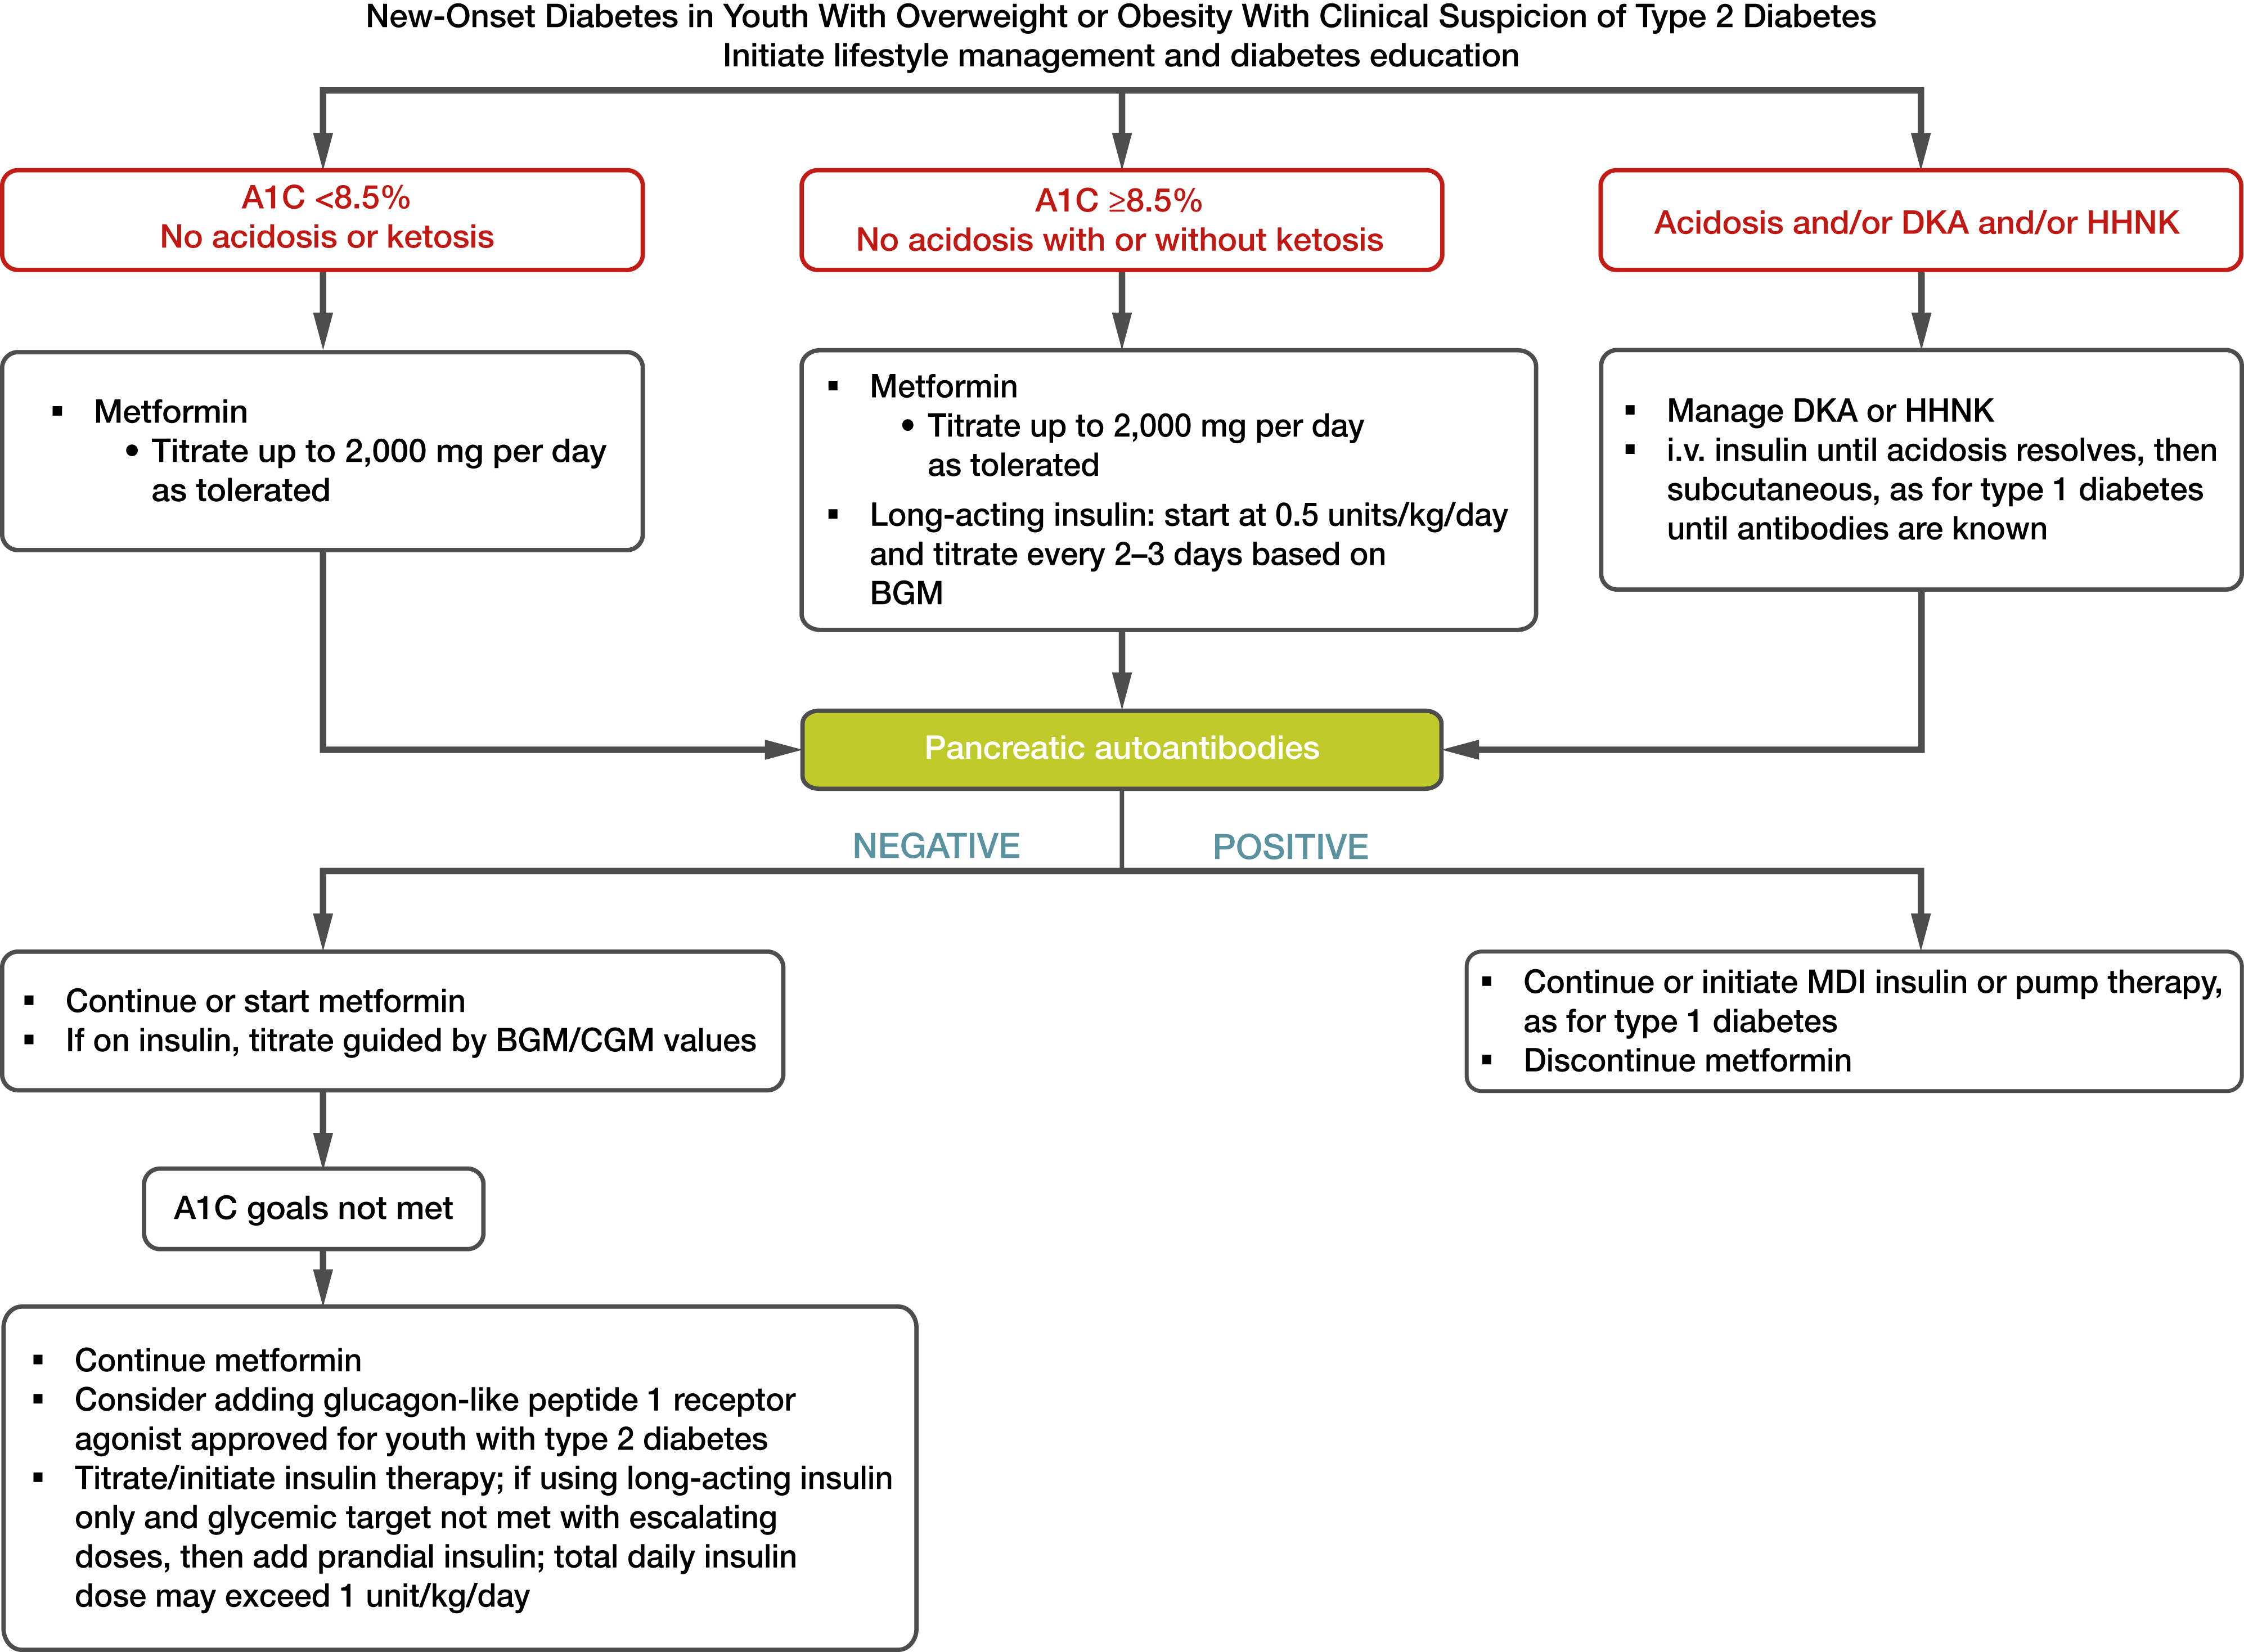 New-Onset Diabetes in Youth With Overweight or Obesity With Clinical Suspicion of Type 2 Diabetes
Initiate lifestyle management and diabetes education
A1C <8.5%
No acidosis or ketosis
A1C ≥8.5%
No acidosis with or without ketosis
Acidosis and/or DKA and/or HHNK
▪ Metformin
• Titrate up to 2,000 mg per day
as tolerated
▪ Metformin
• Titrate up to 2,000 mg per day
as tolerated
▪ Long-acting insulin: start at 0.5 units/kg/day
and titrate every 2–3 days based on
BGM
▪ Manage DKA or HHNK
▪ i.v. insulin until acidosis resolves, then
subcutaneous, as for type 1 diabetes
until antibodies are known
Pancreatic autoantibodies
NEGATIVE
POSITIVE
▪ Continue or start metformin
▪ If on insulin, titrate guided by BGM/CGM values
▪ Continue or initiate MDI insulin or pump therapy,
as for type 1 diabetes
▪ Discontinue metformin
A1C goals not met
▪ Continue metformin
▪ Consider adding glucagon-like peptide 1 receptor
agonist approved for youth with type 2 diabetes
▪ Titrate/initiate insulin therapy; if using long-acting insulin
only and glycemic target not met with escalating
doses, then add prandial insulin; total daily insulin
dose may exceed 1 unit/kg/day